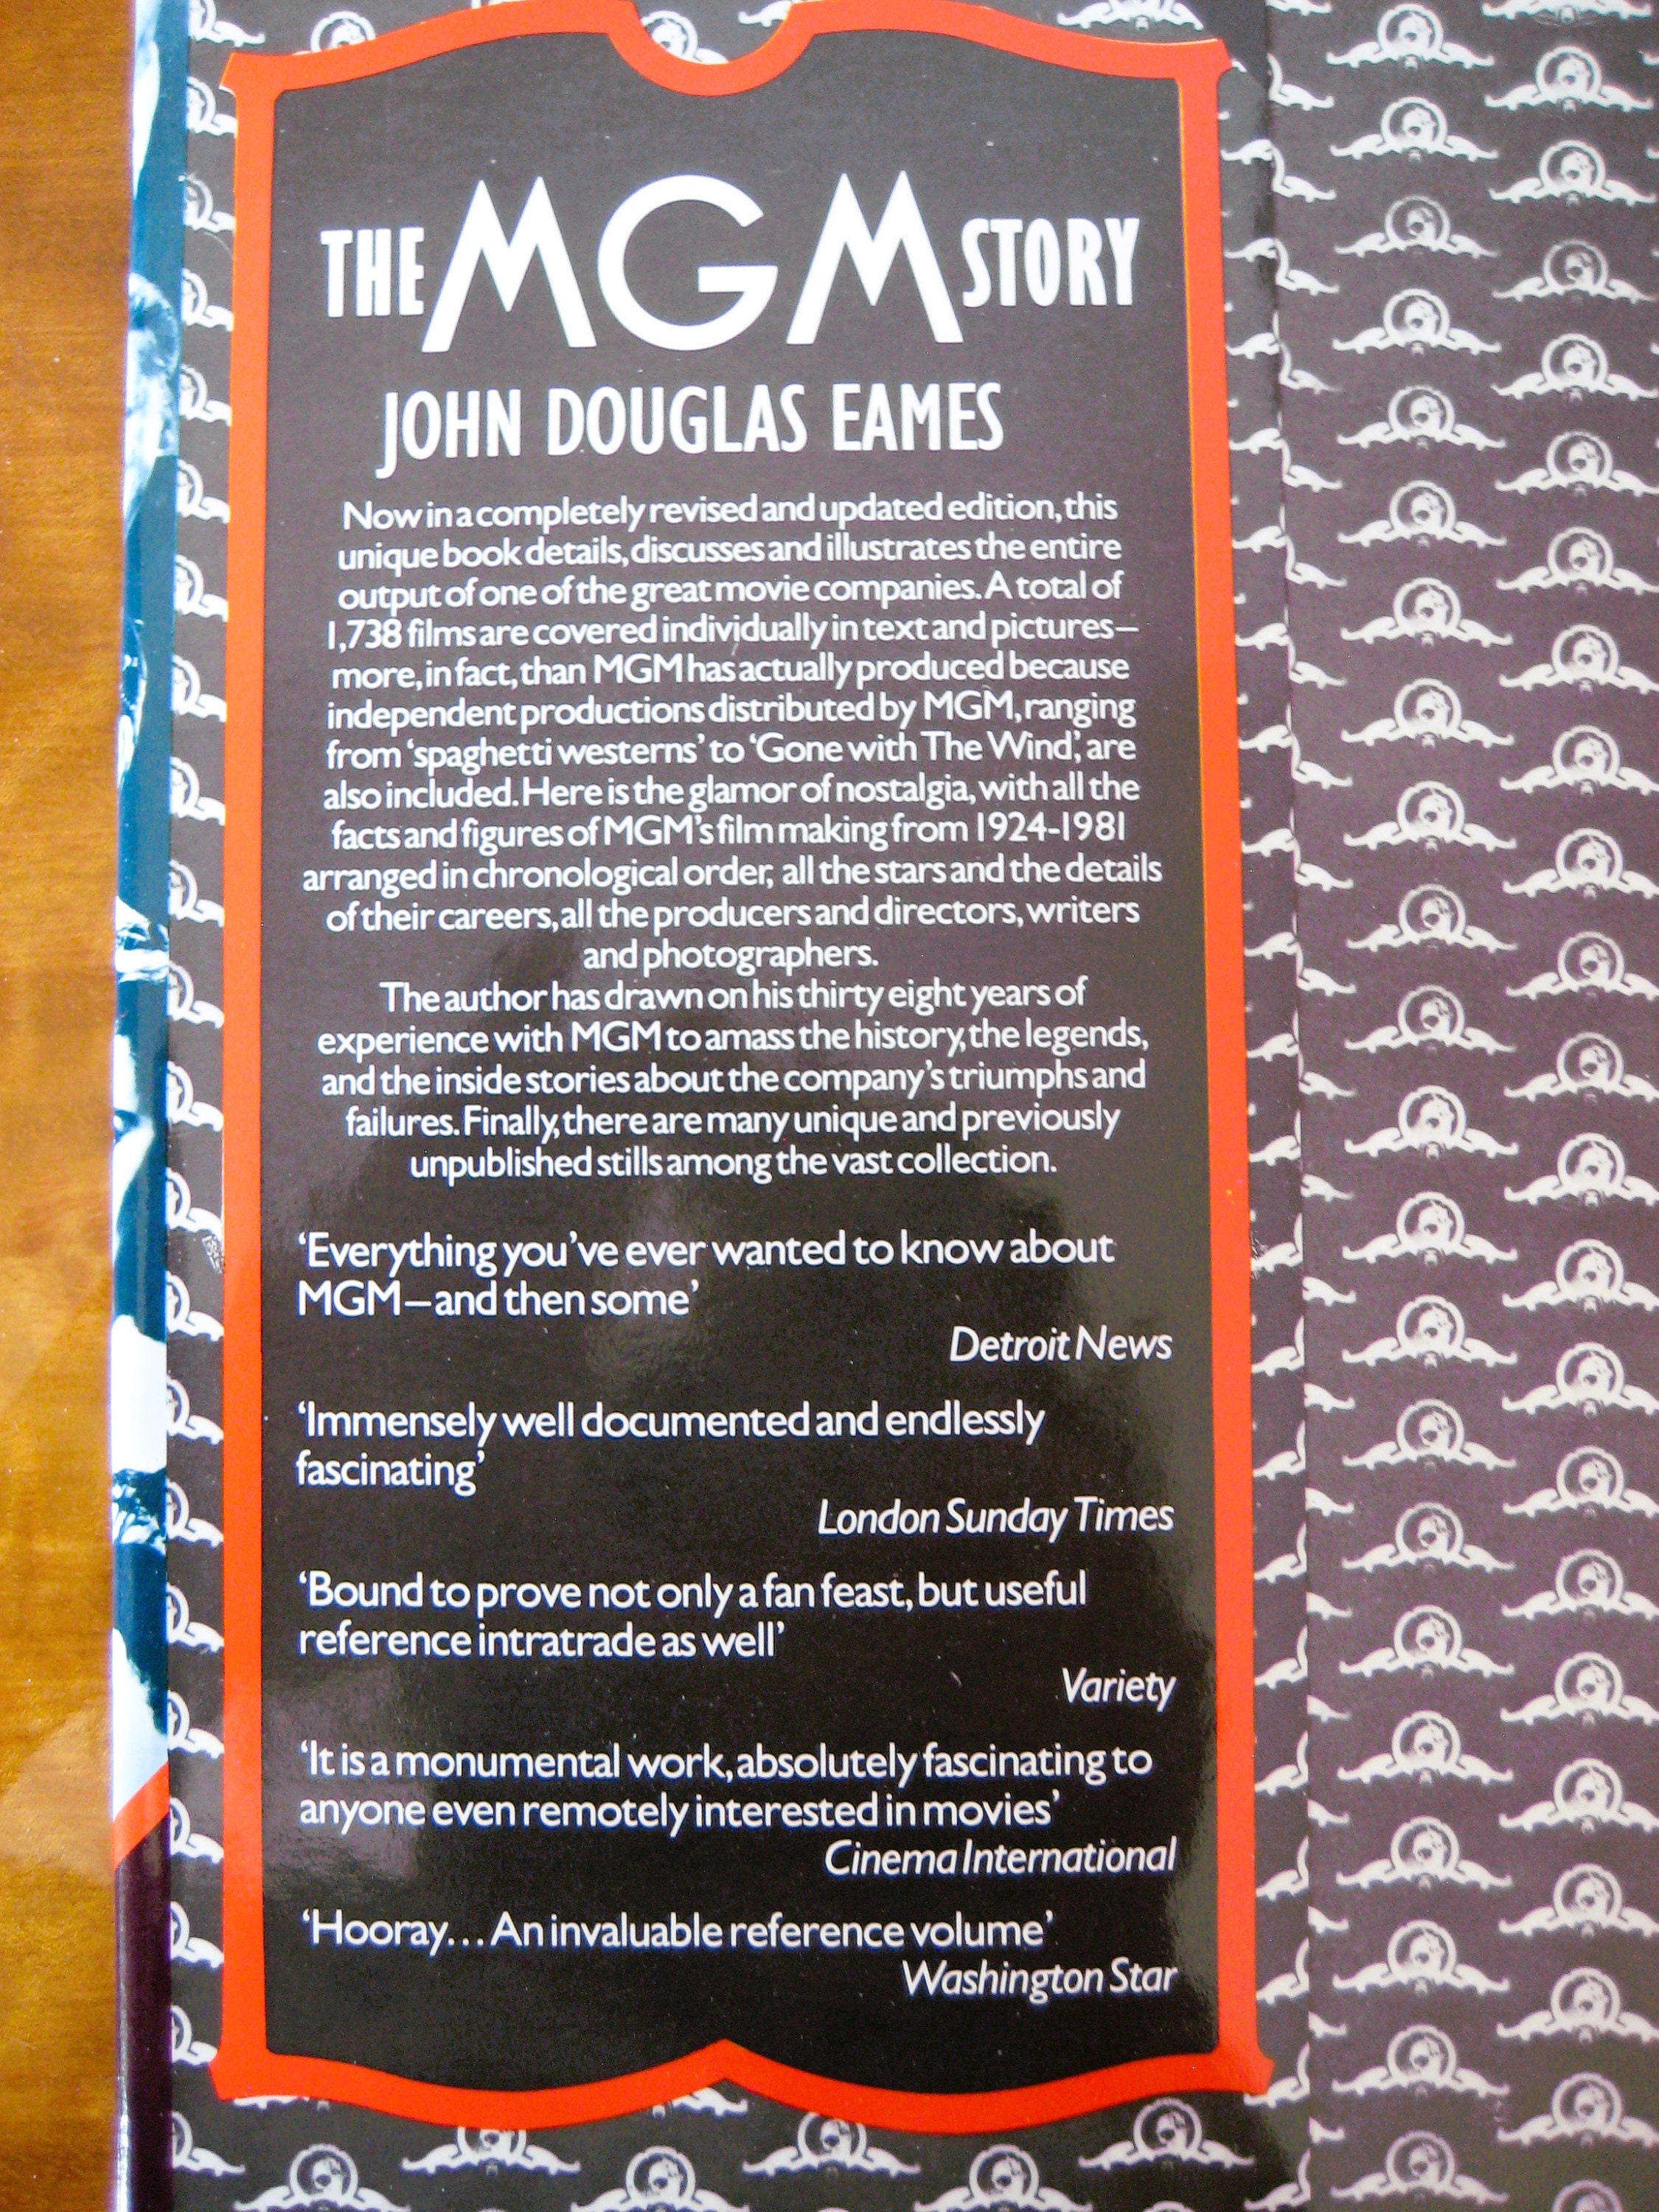 THE MGM STORY
JOHN DOUGLAS EAMES
Now in a completely revised and updated edition, this
unique book details, discusses and illustrates the entire
output of one of the great movie companies. A total of
1,738 films are covered individually in text and pictures—
more, in fact, than MGM has actually produced because
independent productions distributed by MGM, ranging
from ‘spaghetti westerns’ to ‘Gone with The Wind’, are
also included. Here is the glamor of nostalgia, with all the
facts and figures of MGM’s film making from 1924-1981
arranged in chronological order, all the stars and the details
of their careers, all the producers and directors, writers
and photographers.
The author has drawn on his thirty eight years of
experience with MGM to amass the history, the legends,
and the inside stories about the company’s triumphs and
failures. Finally, there are many unique and previously
unpublished stills among the vast collection.
‘Everything you’ve ever wanted to know about
MGM—and then some’
Detroit News
‘Immensely well documented and endlessly
fascinating’
London Sunday Times
‘Bound to prove not only a fan feast, but useful
reference intratrade as well’
Variety
‘It is a monumental work, absolutely fascinating to
anyone even remotely interested in movies’
Cinema International
‘Hooray... An invaluable reference volume’
Washington Star